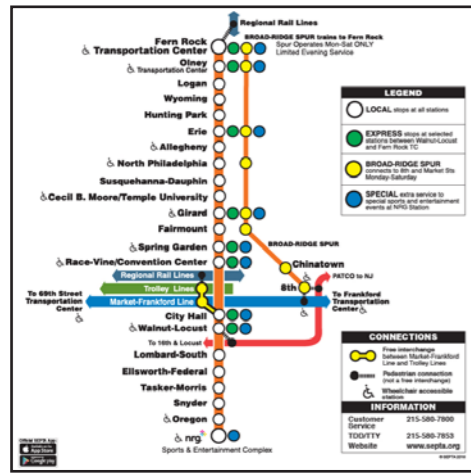 Regional Rail Lines
Fern Rock
Transportation Center
BROAD-RIDGE SPUR trains to Fern Rock
Spur Operates Mon-Sat ONLY
Limited Evening Service
Olney
Transportation Center
Logan
Wyoming
Hunting Park
Erie
Allegheny
North Philadelphia
Susquehanna-Dauphin
Cecil B. Moore/Temple University
Girard
Fairmount
Spring Garden
Race-Vine/Convention Center
BROAD-RIDGE SPUR
Chinatown
8th
PATCO to NJ
Regional Rail Lines
Trolley Lines
Market-Frankford Line
To 69th Street
Transportation
Center
To Frankford
Transportation
Center
City Hall
Walnut-Locust
To 16th & Locust
Lombard-South
Ellsworth-Federal
Tasker-Morris
Snyder
Oregon
nrg
Sports & Entertainment Complex
LEGEND
LOCAL stops at all
stations
EXPRESS stops at selected
stations between Walnut-Locust
and Fern Rock TC
BROAD-RIDGE SPUR
connects to 8th and Market Sts
Monday-Saturday
SPECIAL extra service to
special sports and entertainment
events at NRG Station
CONNECTIONS
Free interchange
between Market-Frankford
Line and Trolley Lines
Pedestrian connection
(not a free interchange)
Wheelchair accessible
station
INFORMATION
Customer Service 215-580-7800
TDD/TTY 215-580-7853
Website www.septa.org
Official SEPTA App:
App Store
Google Play